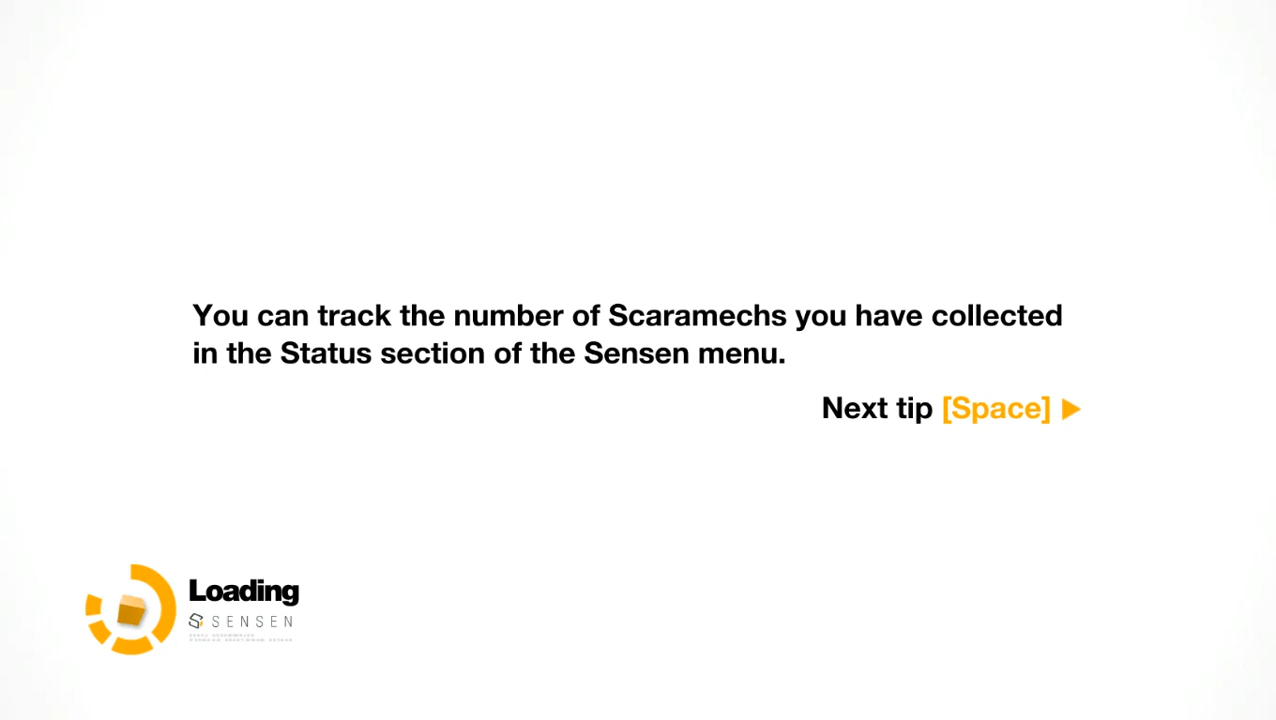 You can track the number of Scaramechs you have collected
in the Status section of the Sensen menu.
Next tip [Space]
Loading
SENSEN